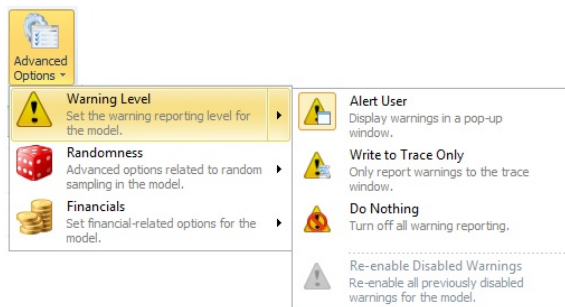 Advanced
Options
Warning Level
Set the warning reporting level for
the model.
Randomness
Advanced options related to random
sampling in the model.
Financials
Set financial-related options for the
model.
Alert User
Display warnings in a pop-up
window.
Write to Trace Only
Only report warnings to the trace
window.
Do Nothing
Turn off all warning reporting.
Re-enable Disabled Warnings
Re-enable all previously disabled
warnings for the model.